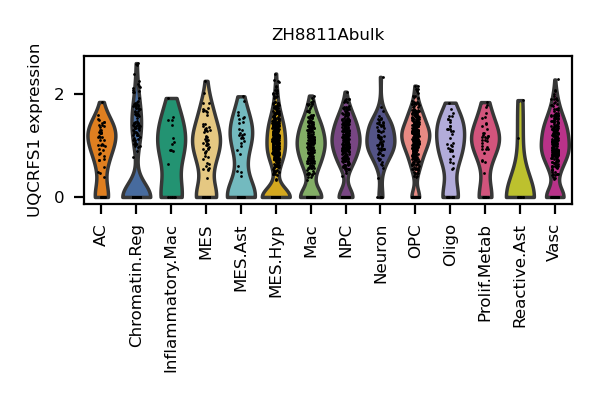 ZH8811Abulk
UQCRFS1 expression
2
0
AC
Chromatin.Reg
Inflammatory.Mac
MES
MES.Ast
MES.Hyp
Mac
NPC
Neuron
OPC
Oligo
Prolif.Metab
Reactive.Ast
Vasc